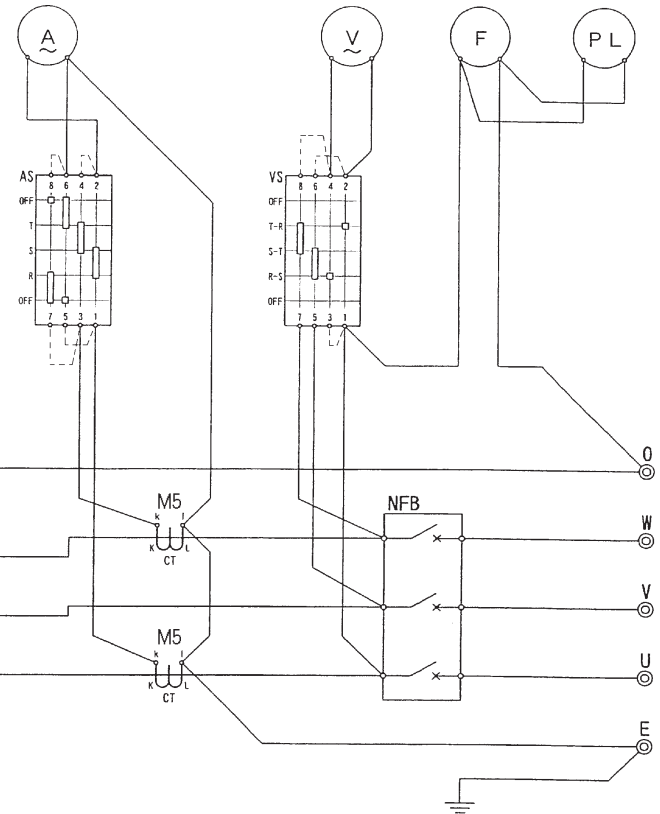 A
~
V
~
F
PL
AS
8 6 4 2
OFF
T
S
R
OFF
7 5 3 1
VS
8 6 4 2
OFF
T-R
S-T
R-S
OFF
7 5 3 1
O
M5
k l
K L
CT
NFB
W
V
M5
k l
K L
CT
U
E